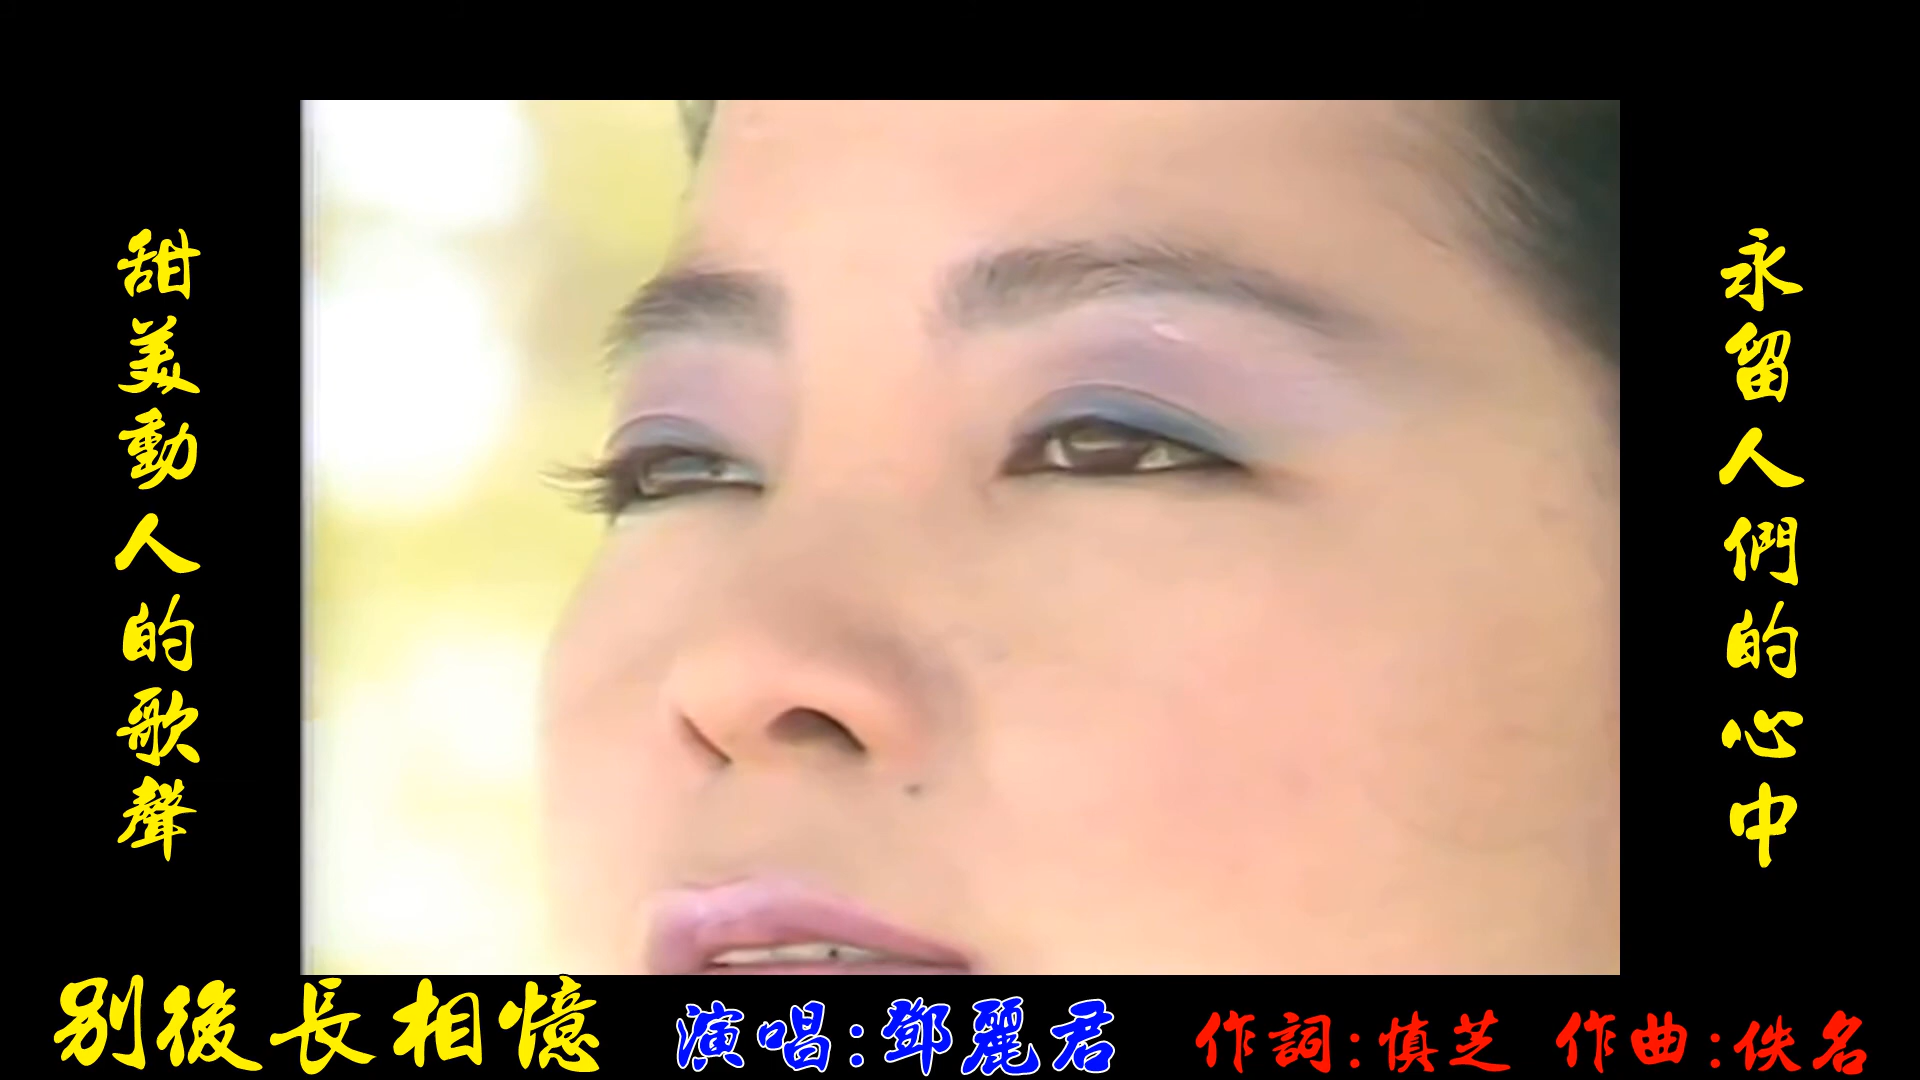 甜美動人的歌聲
永留人們的心中
別後長相憶
演唱:鄧麗君
作詞:慎芝 作曲:佚名